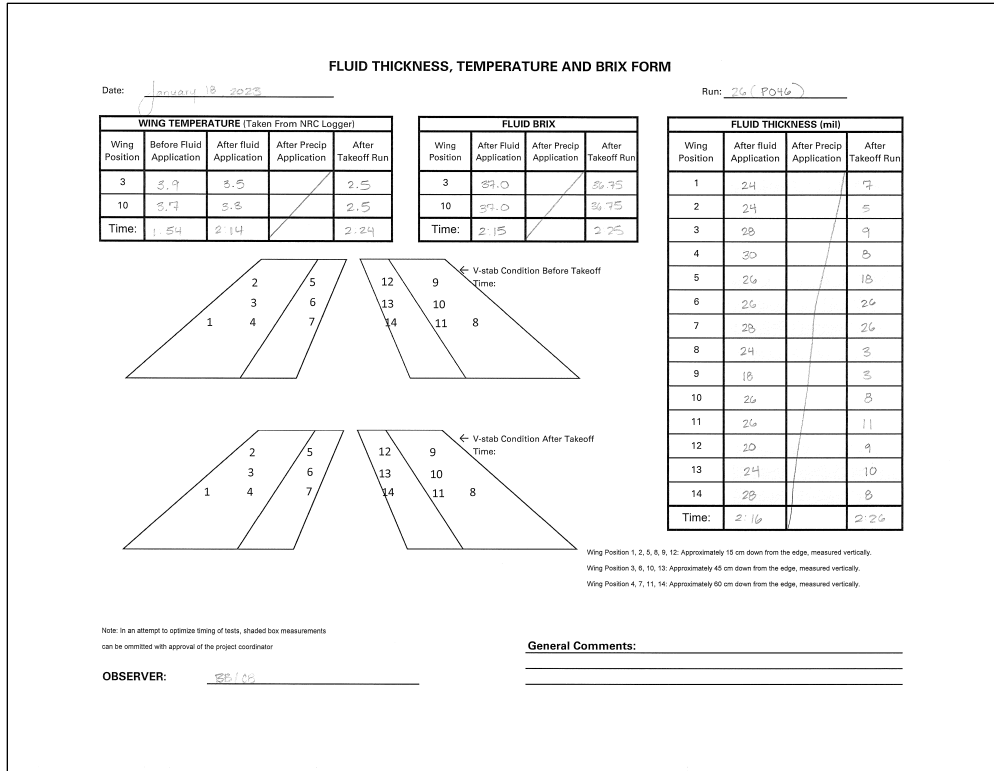 FLUID THICKNESS, TEMPERATURE AND BRIX FORM
Date: January 18 2023
Run: 26 (P046)
WING TEMPERATURE (Taken From NRC Logger)
Wing Position Before Fluid Application After fluid Application After Precip Application After Takeoff Run
3 3.9 3.5 2.5
10 3.7 3.3 2.5
Time: 1:54 2:14 2:24
FLUID BRIX
Wing Position After Fluid Application After Precip Application After Takeoff Run
3 37.0 36.75
10 37.0 36.75
Time: 2:15 2:25
FLUID THICKNESS (mil)
Wing Position After fluid Application After Precip Application After Takeoff Run
1 24 7
2 24 5
3 28 9
4 30 8
5 26 18
6 26 26
7 28 26
8 24 3
9 18 3
10 26 8
11 26 11
12 20 9
13 24 10
14 28 8
Time: 2:16 2:26
← V-stab Condition Before Takeoff
Time:
2 5 12 9
3 6 13 10
1 4 7 14 11 8
← V-stab Condition After Takeoff
Time:
2 5 12 9
3 6 13 10
1 4 7 14 11 8
Wing Position 1, 2, 5, 8, 9, 12: Approximately 15 cm down from the edge, measured vertically.
Wing Position 3, 6, 10, 13: Approximately 45 cm down from the edge, measured vertically.
Wing Position 4, 7, 11, 14: Approximately 60 cm down from the edge, measured vertically.
Note: In an attempt to optimize timing of tests, shaded box measurements
can be ommitted with approval of the project coordinator
General Comments:
OBSERVER: BB/CB